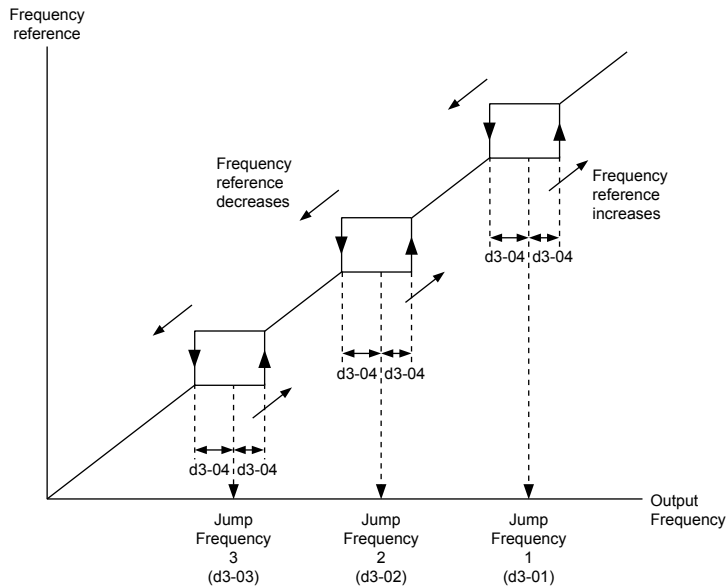 Frequency
reference
Frequency
reference
decreases
Frequency
reference
increases
d3-04 d3-04
d3-04 d3-04
d3-04 d3-04
Output
Frequency
Jump
Frequency
3
(d3-03)
Jump
Frequency
2
(d3-02)
Jump
Frequency
1
(d3-01)